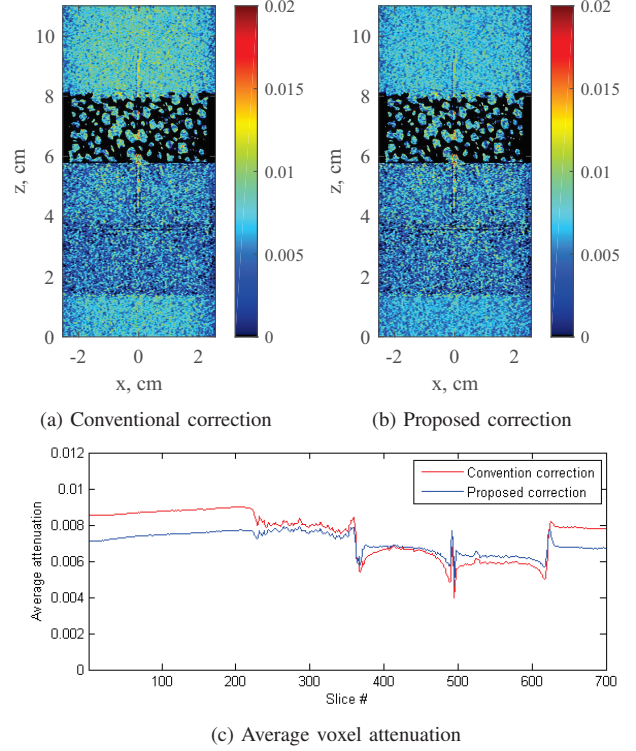 10
8
6
4
2
0
z, cm
-2 0 2
x, cm
0.02
0.015
0.01
0.005
0
(a) Conventional correction
10
8
6
4
2
0
z, cm
-2 0 2
x, cm
0.02
0.015
0.01
0.005
0
(b) Proposed correction
0.012
0.01
0.008
0.006
0.004
0.002
0
Average attenuation
Convention correction
Proposed correction
100 200 300 400 500 600 700
Slice #
(c) Average voxel attenuation